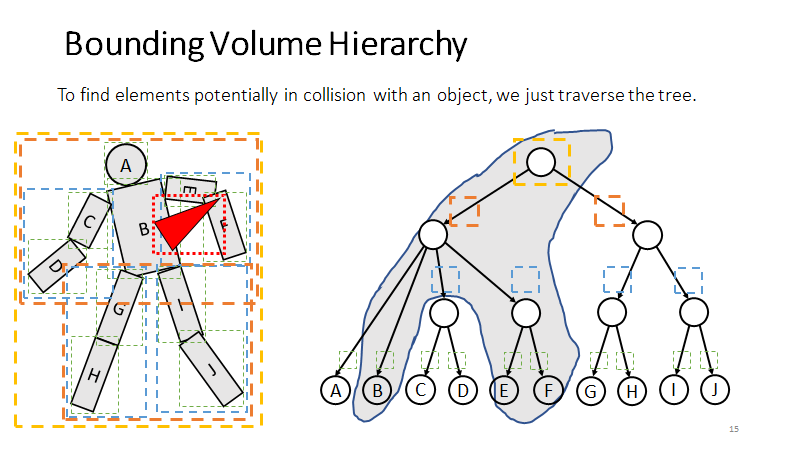 Bounding Volume Hierarchy
To find elements potentially in collision with an object, we just traverse the tree.
A
E
C
B
F
D
G
I
H
J
A B C D E F G H I J
15